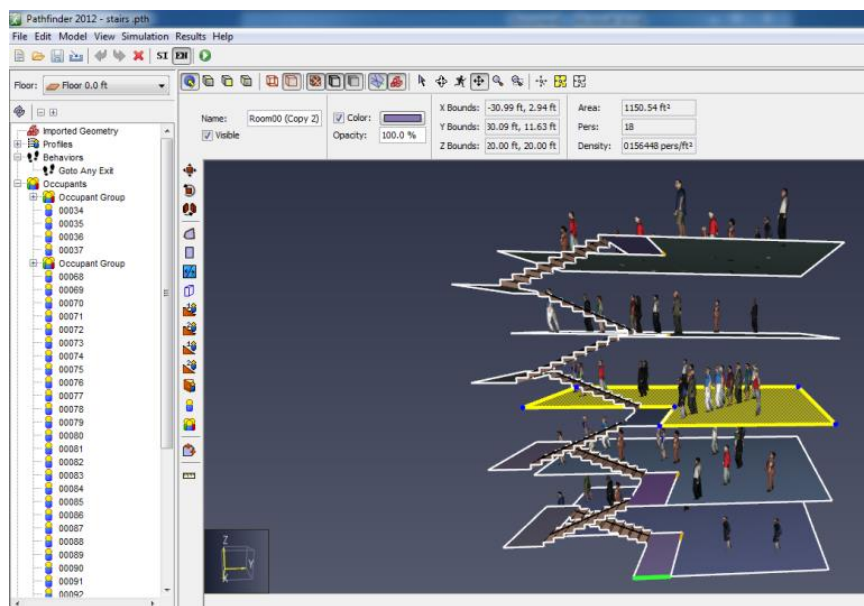 Pathfinder 2012 - stairs .pth
File Edit Model View Simulation Results Help
SI EN
Floor: Floor 0.0 ft
Name: Room00 (Copy 2)
Visible
Color:
Opacity: 100.0 %
X Bounds: -30.99 ft, 2.94 ft
Y Bounds: 30.09 ft, 11.63 ft
Z Bounds: 20.00 ft, 20.00 ft
Area: 1150.54 ft²
Pers: 18
Density: 0156448 pers/ft²
Imported Geometry
Profiles
Behaviors
Goto Any Exit
Occupants
Occupant Group
00034
00035
00036
00037
Occupant Group
00068
00069
00070
00071
00072
00073
00074
00075
00076
00077
00078
00079
00080
00081
00082
00083
00084
00085
00086
00087
00088
00089
00090
00091
00092
Z
X
Y